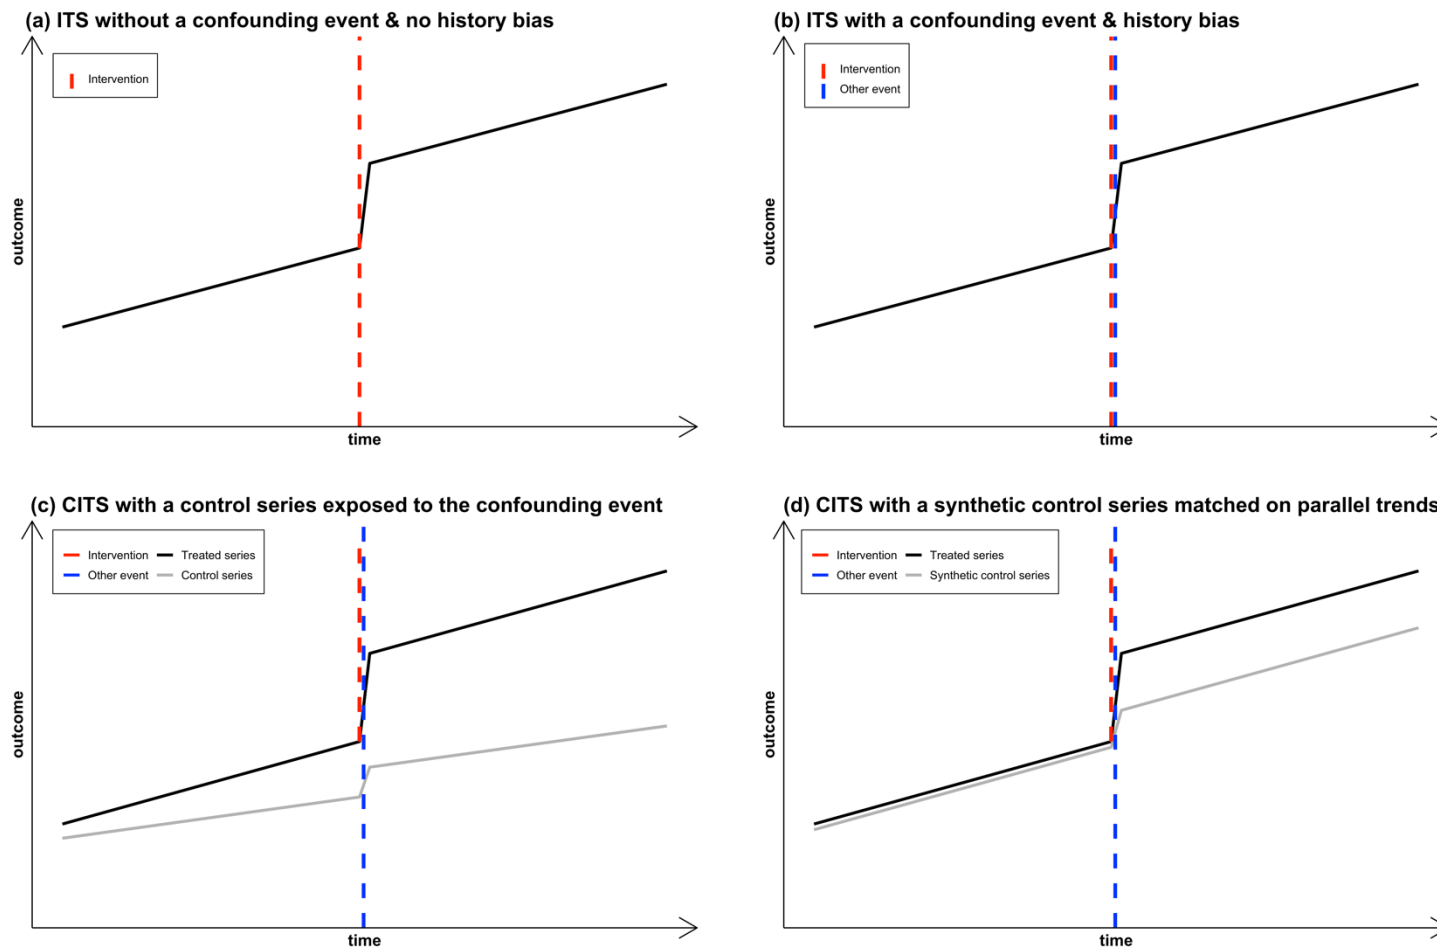 (a) ITS without a confounding event & no history bias
Intervention
outcome
time
(b) ITS with a confounding event & history bias
Intervention
Other event
outcome
time
(c) CITS with a control series exposed to the confounding event
Intervention
Treated series
Other event
Control series
outcome
time
(d) CITS with a synthetic control series matched on parallel trends
Intervention
Treated series
Other event
Synthetic control series
outcome
time